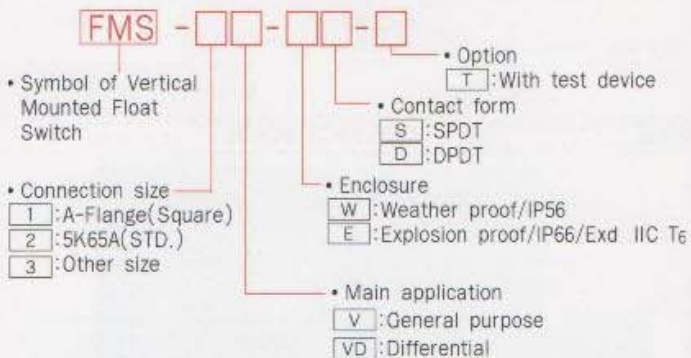 FMS - □□-□□-□
• Option
T :With test device
• Symbol of Vertical
Mounted Float
Switch
• Contact form
S :SPDT
D :DPDT
• Connection size
1 :A-Flange(Square)
2 :5K65A(STD.)
3 :Other size
• Enclosure
W :Weather proof/IP56
E :Explosion proof/IP66/Exd IIC T6
• Main application
V :General purpose
VD :Differential